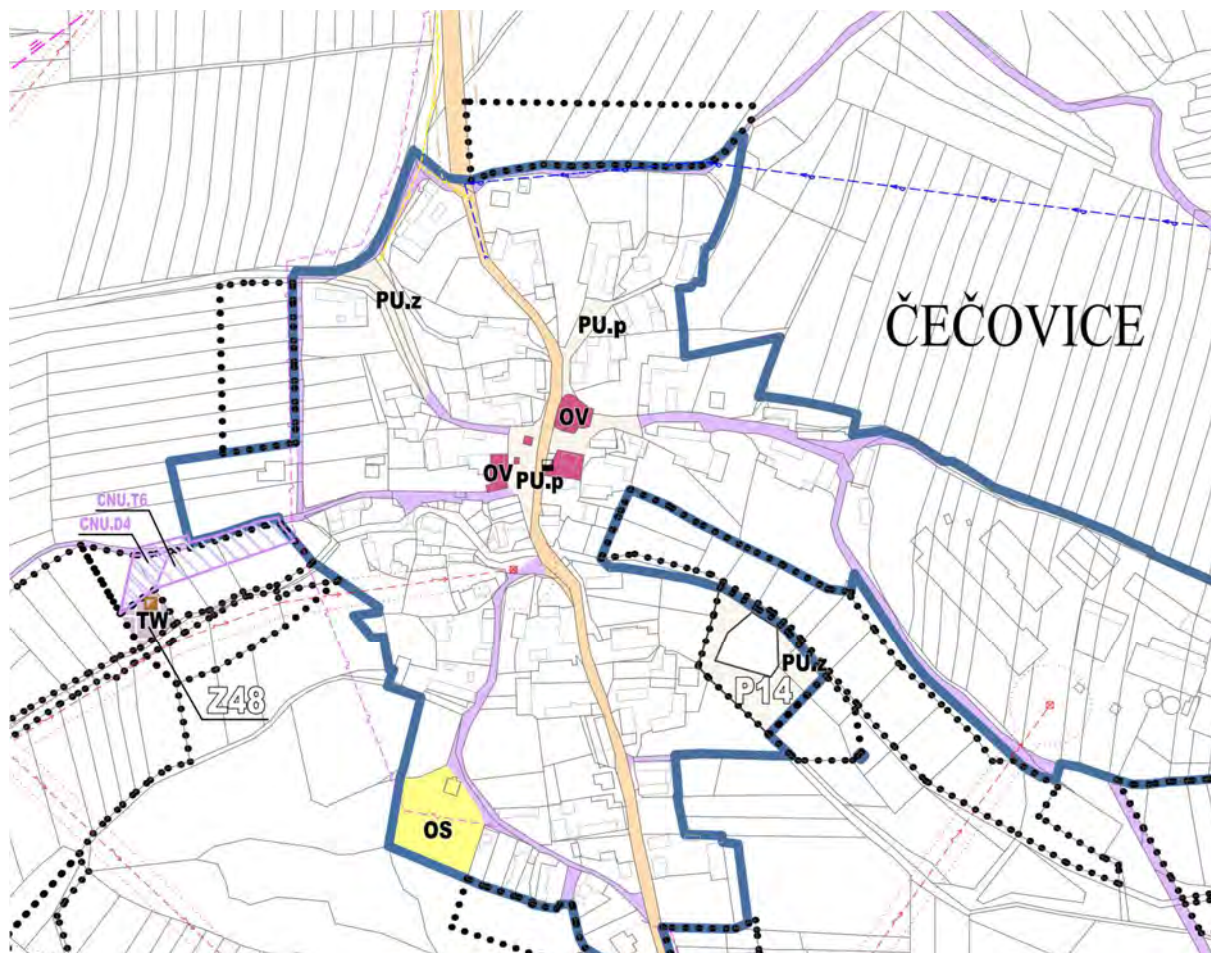 PU.z
PU.p
ČEČOVICE
OV
OV
PU.p
CNU.T6
CNU.D4
TW
PU.z
P14
Z48
OS